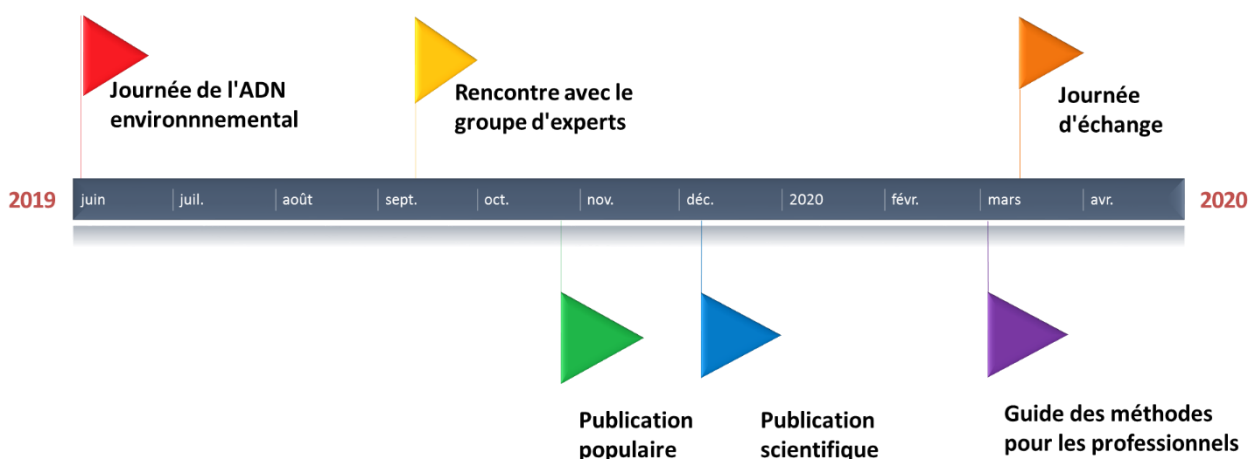 Journée de l'ADN
environnnemental
Rencontre avec le
groupe d'experts
Journée
d'échange
2019
juin
juil.
août
sept.
oct.
nov.
déc.
2020
févr.
mars
avr.
2020
Publication
populaire
Publication
scientifique
Guide des méthodes
pour les professionnels